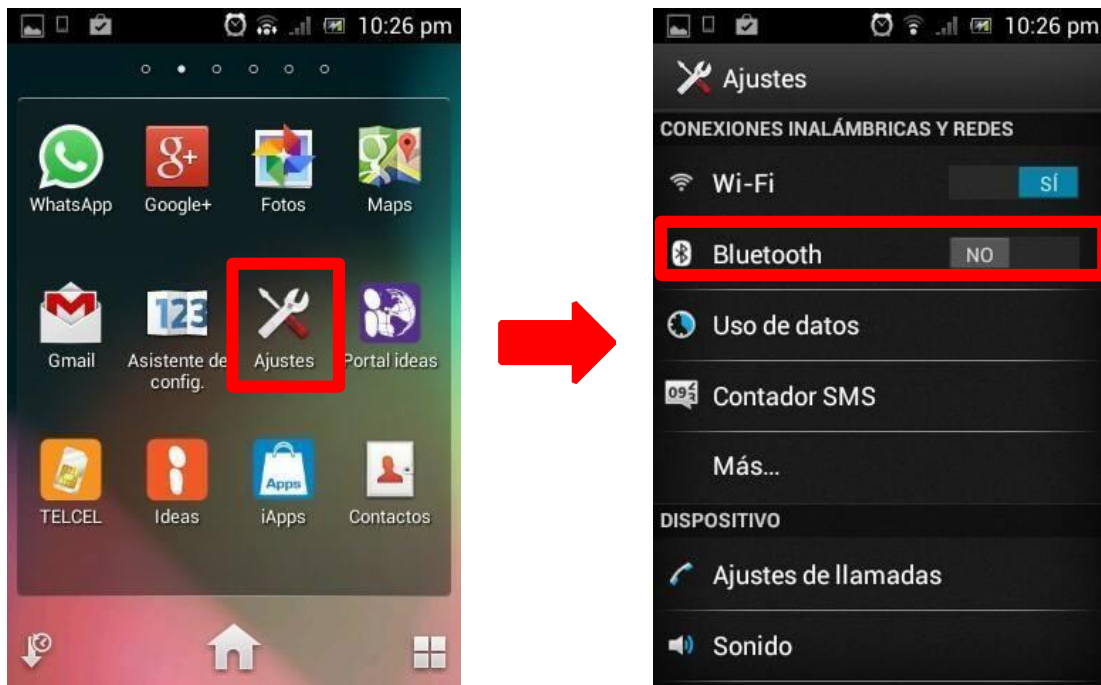 10:26 pm
WhatsApp
Google+
Fotos
Maps
123
Gmail
Asistente de
config.
Ajustes
Portal ideas
Apps
TELCEL
Ideas
iApps
Contactos
10:26 pm
Ajustes
CONEXIONES INALÁMBRICAS Y REDES
Wi-Fi
SÍ
Bluetooth
NO
Uso de datos
Contador SMS
Más...
DISPOSITIVO
Ajustes de llamadas
Sonido